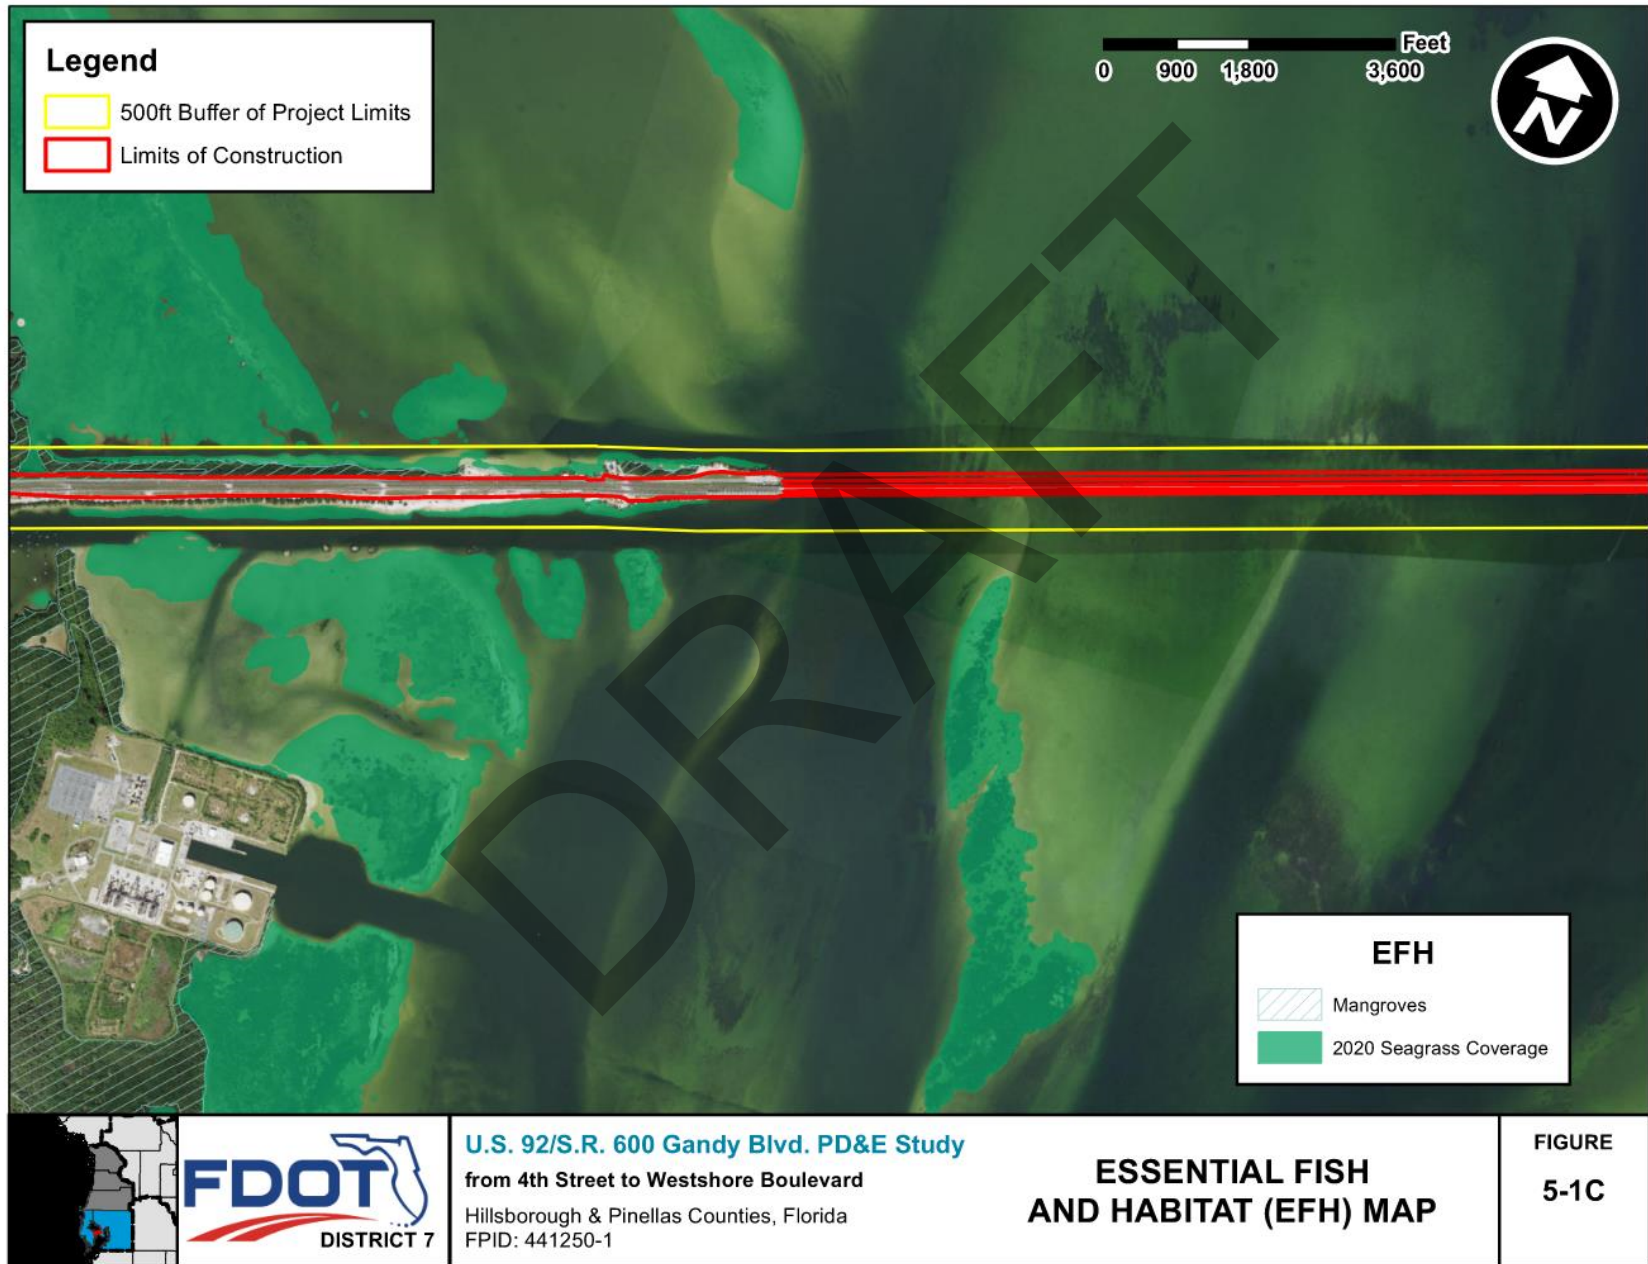 Legend
500ft Buffer of Project Limits
Limits of Construction
Feet
0 900 1,800 3,600
N
DRAFT
EFH
Mangroves
2020 Seagrass Coverage
FDOT
DISTRICT 7
U.S. 92/S.R. 600 Gandy Blvd. PD&E Study
from 4th Street to Westshore Boulevard
Hillsborough & Pinellas Counties, Florida
FPID: 441250-1
ESSENTIAL FISH
AND HABITAT (EFH) MAP
FIGURE
5-1C